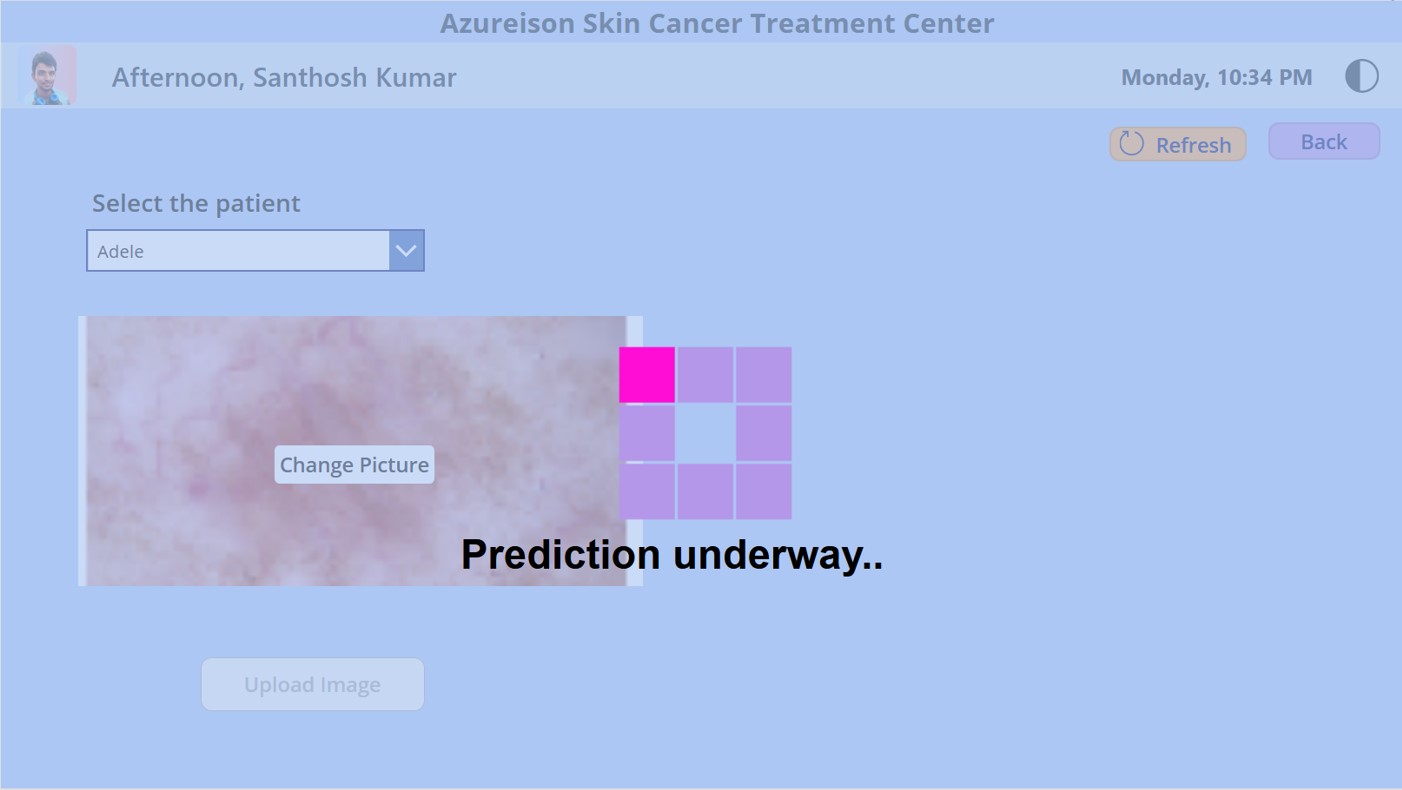 Azureison Skin Cancer Treatment Center
Afternoon, Santhosh Kumar
Monday, 10:34 PM
Refresh
Back
Select the patient
Adele
Change Picture
Prediction underway..
Upload Image